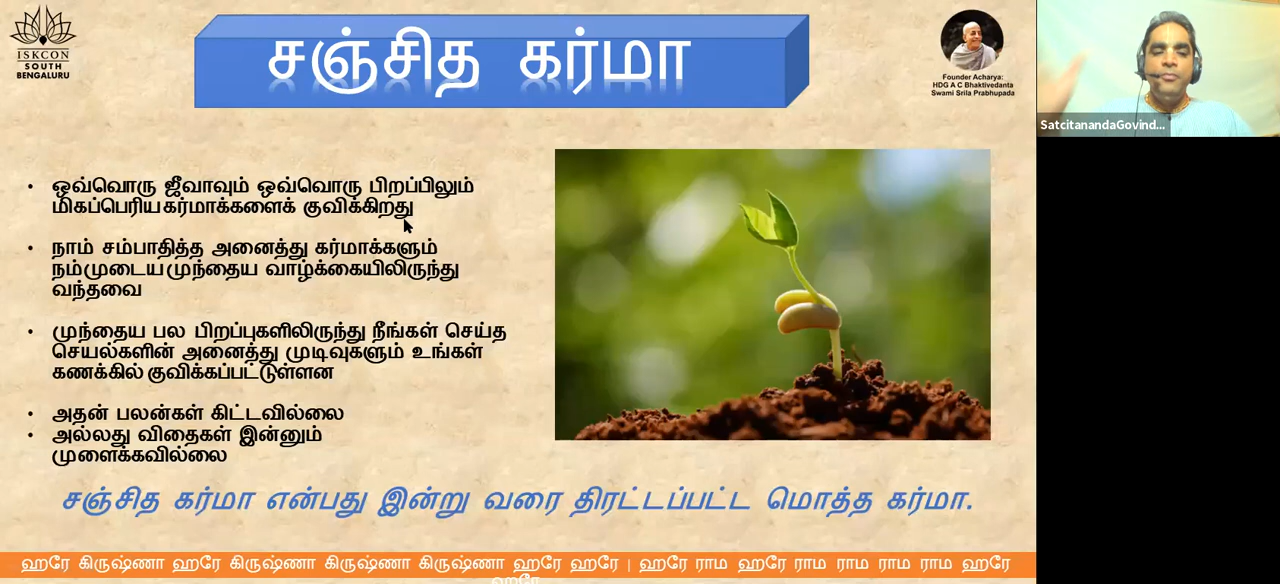 ISKCON
SOUTH
BENGALURU
சஞ்சித கர்மா
Founder Acharya:
HDG A C Bhaktivedanta
Swami Srila Prabhupada
SatcitanandaGovind...
• ஒவ்வொரு ஜீவாவும் ஒவ்வொரு பிறப்பிலும்
மிகப்பெரிய கர்மாக்களைக் குவிக்கிறது
• நாம் சம்பாதித்த அனைத்து கர்மாக்களும்
நம்முடைய முந்தைய வாழ்க்கையிலிருந்து
வந்தவை
• முந்தைய பல பிறப்புகளிலிருந்து நீங்கள் செய்த
செயல்களின் அனைத்து முடிவுகளும் உங்கள்
கணக்கில் குவிக்கப்பட்டுள்ளன
• அதன் பலன்கள் கிட்டவில்லை
• அல்லது விதைகள் இன்னும்
முளைக்கவில்லை
சஞ்சித கர்மா என்பது இன்று வரை திரட்டப்பட்ட மொத்த கர்மா.
ஹரே கிருஷ்ணா ஹரே கிருஷ்ணா கிருஷ்ணா கிருஷ்ணா ஹரே ஹரே | ஹரே ராம ஹரே ராம ராம ராம ஹரே
ஹரே